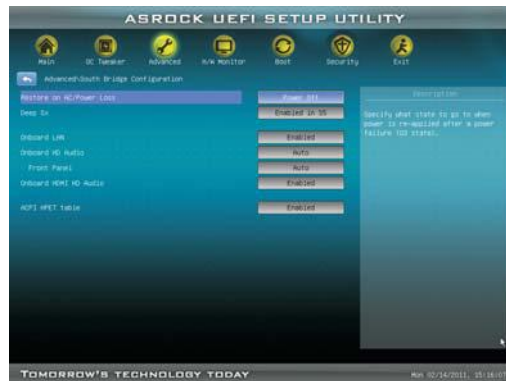 ASROCK UEFI SETUP UTILITY
Main OC Tweaker Advanced H/W Monitor Boot Security Exit
Advanced\South Bridge Configuration
Restore on AC/Power Loss Power Off
Deep Sx Enabled in S5
Onboard LAN Enabled
Onboard HD Audio Auto
Front Panel Auto
Onboard HDMI HD Audio Enabled
ACPI HPET table Enabled
Description
Specify what state to go to when
power is re-applied after a power
failure (G3 state).
TOMORROW'S TECHNOLOGY TODAY
Mon 02/14/2011, 15:16:07